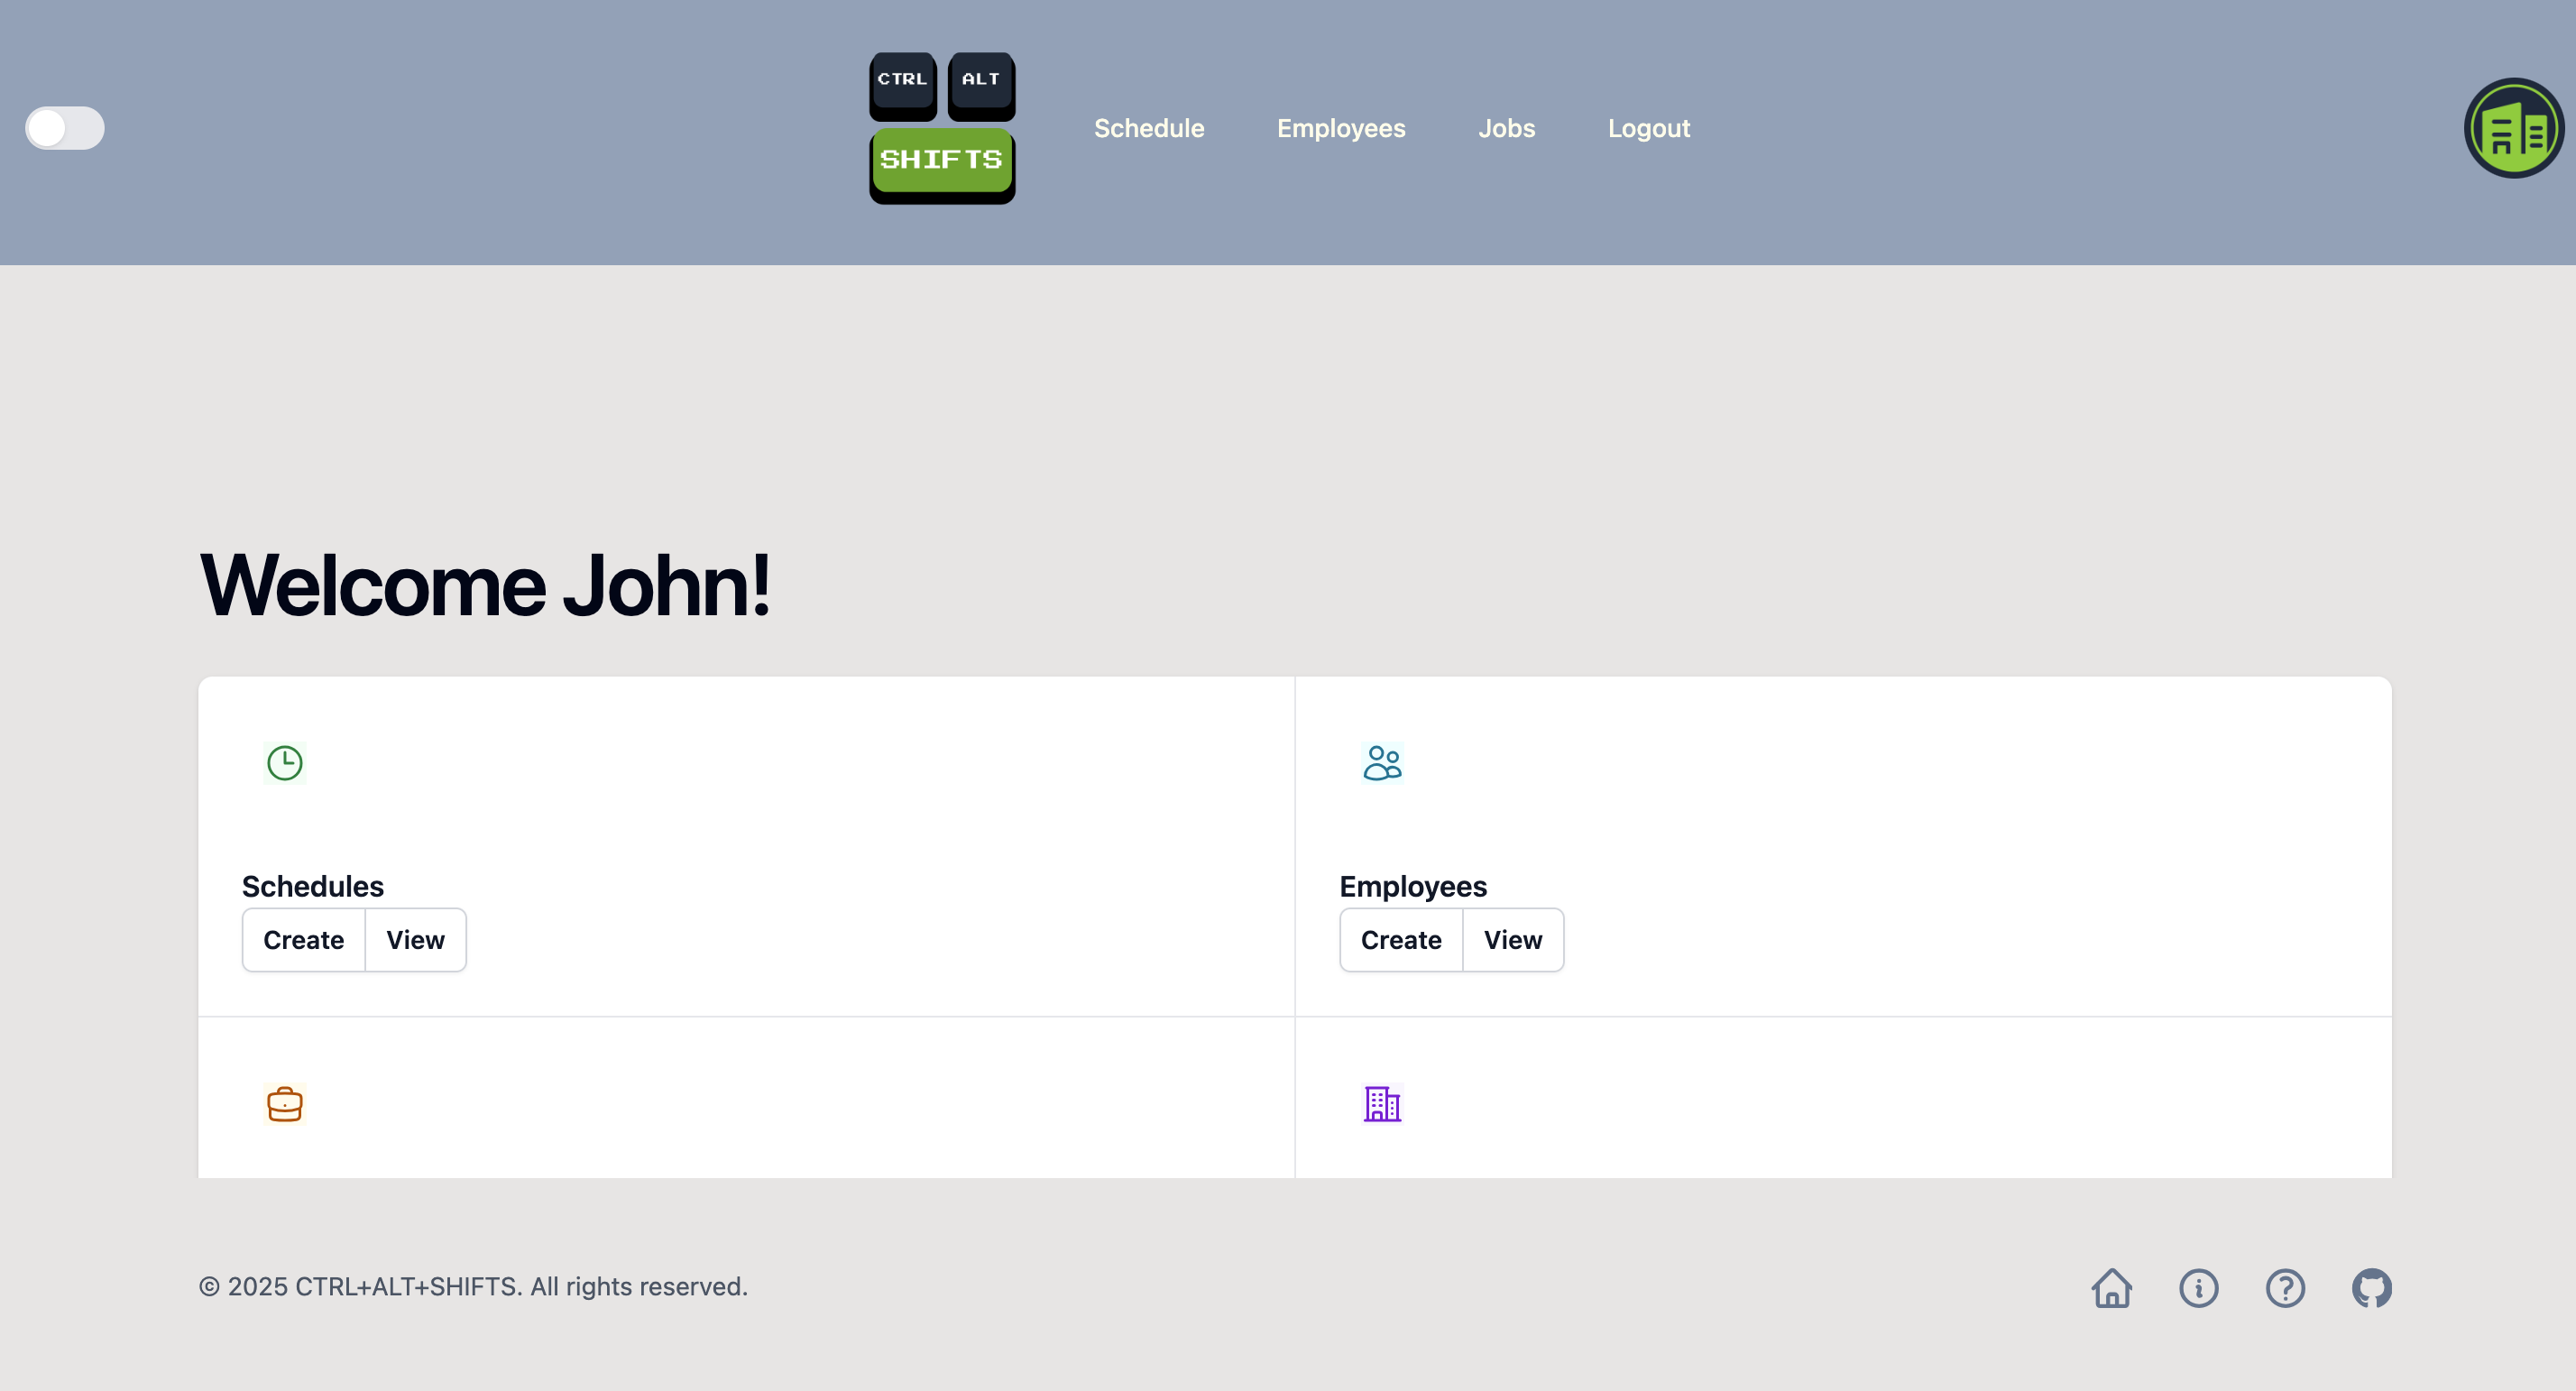 CTRL ALT
SHIFTS
Schedule Employees Jobs Logout
Welcome John!
Schedules
Create View
Employees
Create View
© 2025 CTRL+ALT+SHIFTS. All rights reserved.